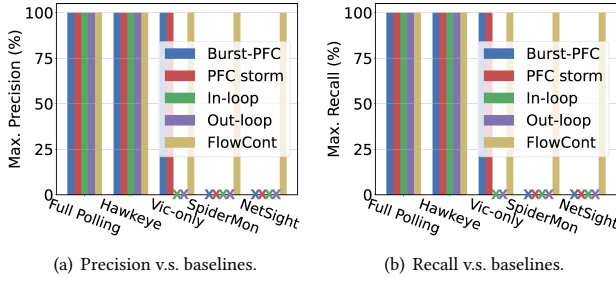 Max. Precision (%)
100
75
50
25
0
Burst-PFC
PFC storm
In-loop
Out-loop
FlowCont
Full Polling
Hawkeye
Vic-only
SpiderMon
NetSight
(a) Precision v.s. baselines.
Max. Recall (%)
100
75
50
25
0
Burst-PFC
PFC storm
In-loop
Out-loop
FlowCont
Full Polling
Hawkeye
Vic-only
SpiderMon
NetSight
(b) Recall v.s. baselines.